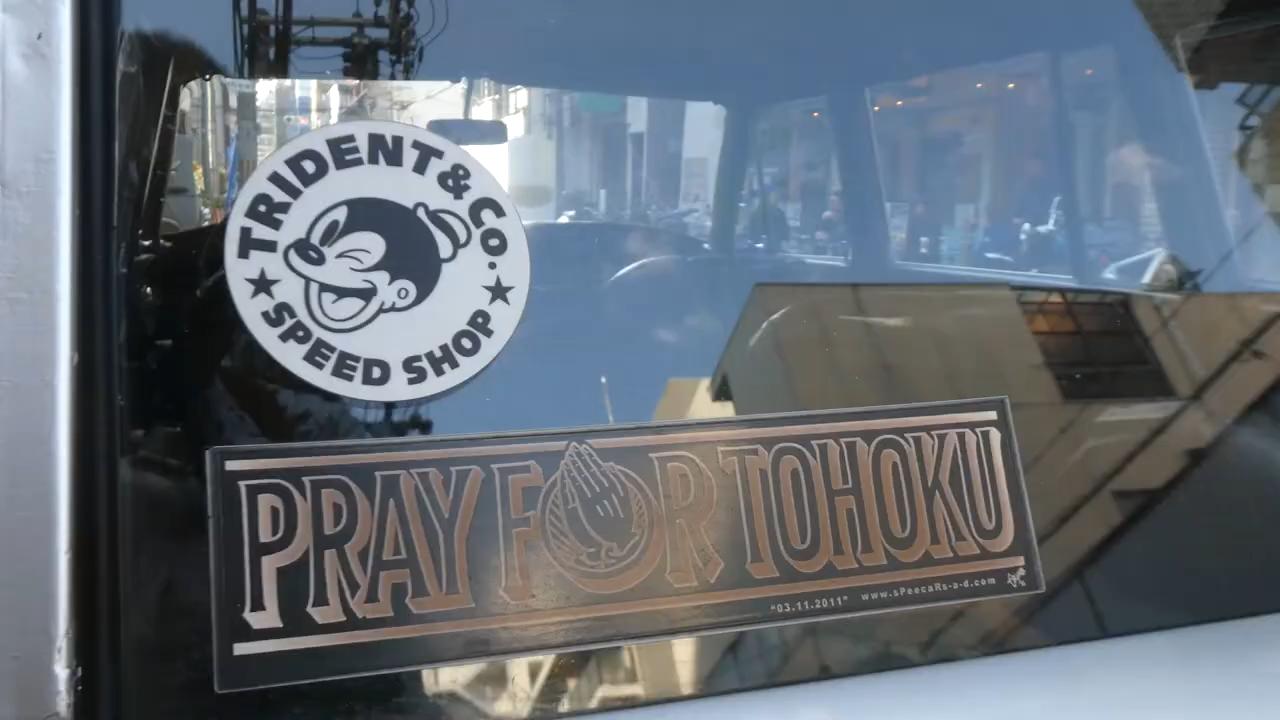 TRIDENT & CO.
★ SPEED SHOP ★
PRAY FOR TOHOKU
"03.11.2011" www.sPeecaRs-a-d.com